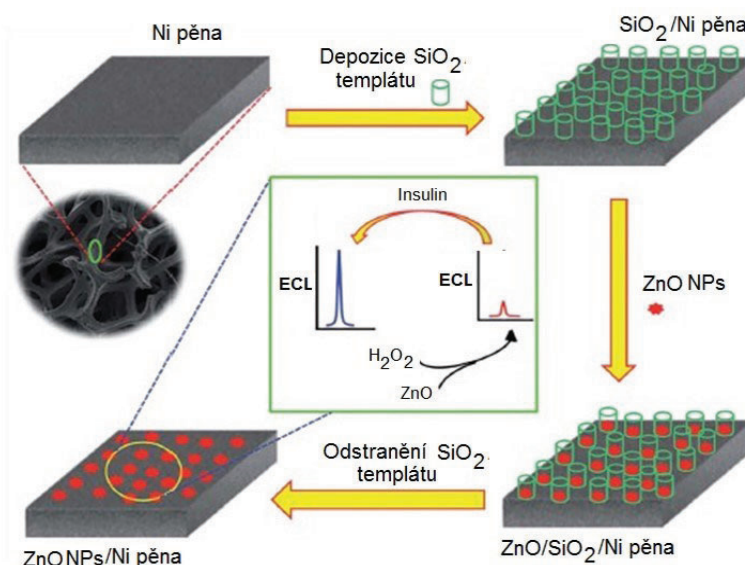 Ni pěna
Depozice SiO2
templátu
SiO2/Ni pěna
Insulin
ECL
ECL
H2O2
ZnO
ZnO NPs
Odstranění SiO2
templátu
ZnO NPs/Ni pěna
ZnO/SiO2/Ni pěna